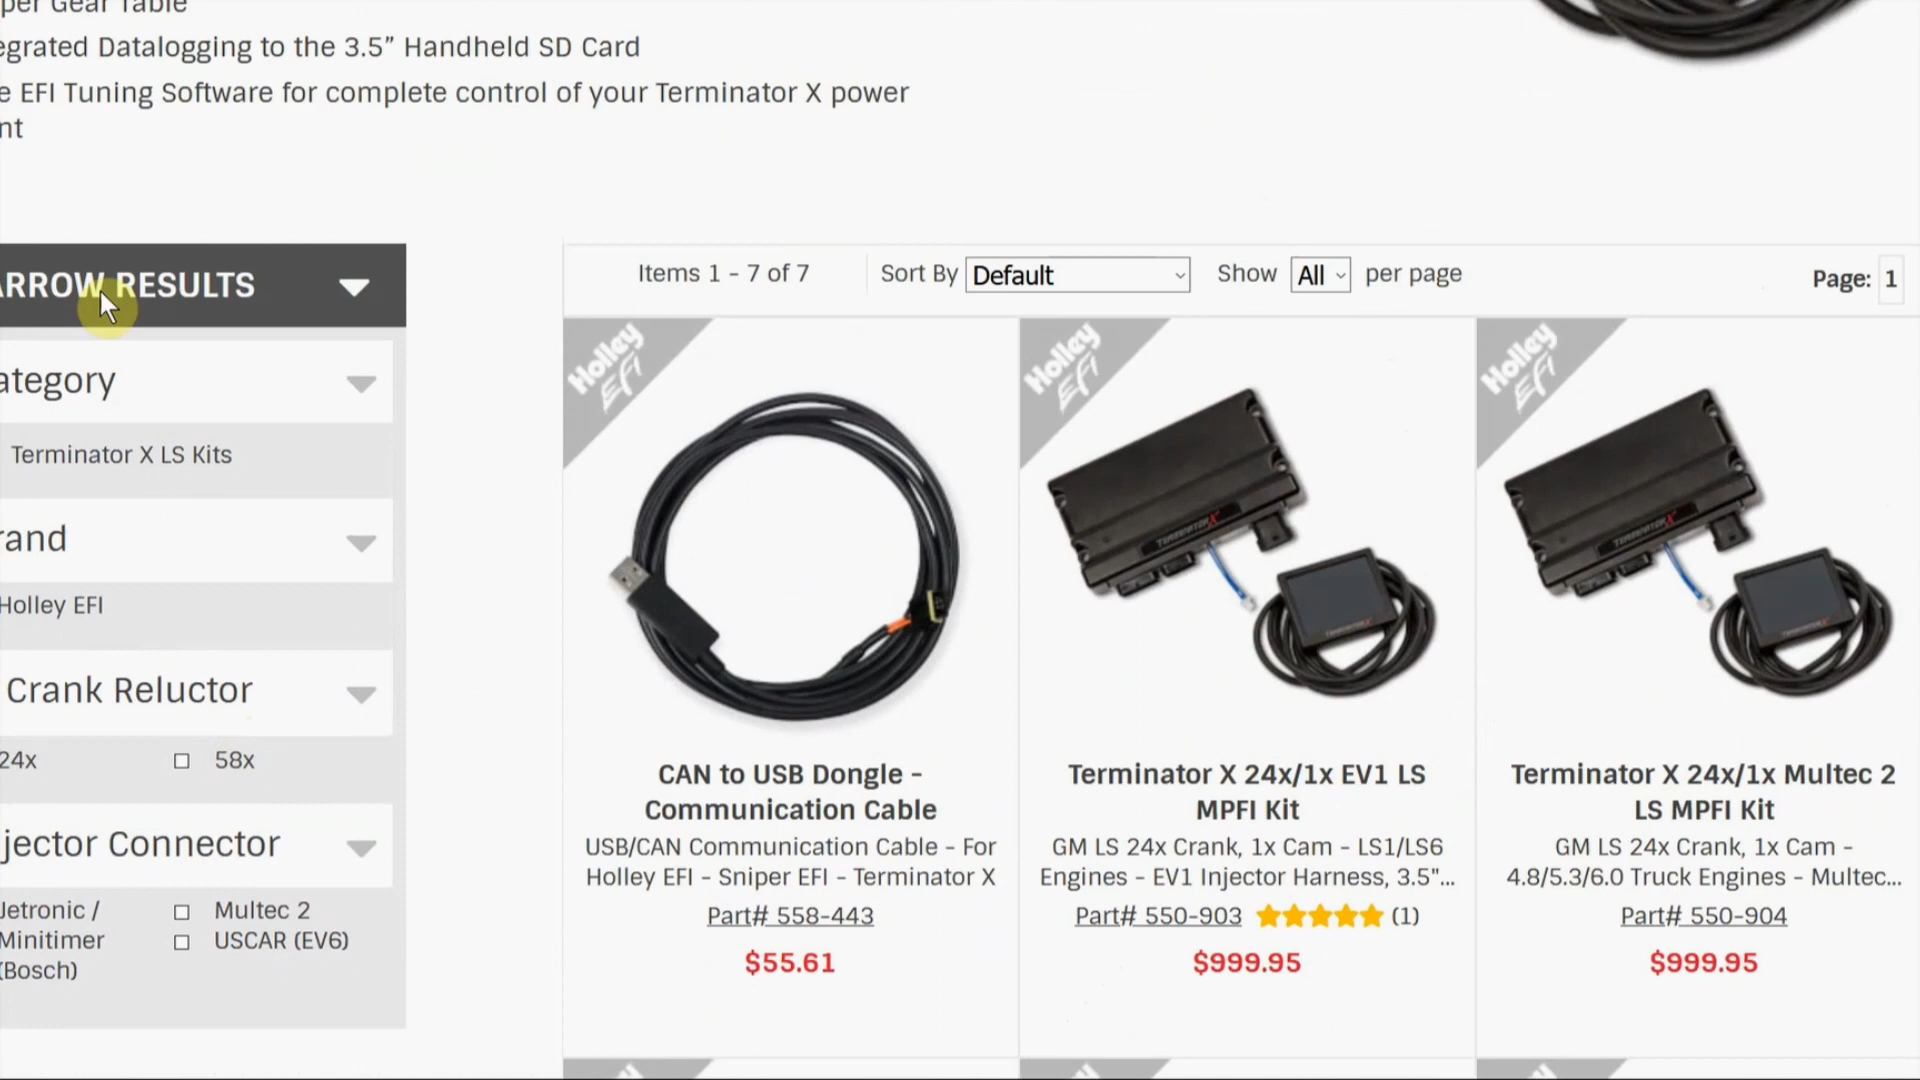 per Gear Table
egrated Datalogging to the 3.5” Handheld SD Card
e EFI Tuning Software for complete control of your Terminator X power
nt
ARROW RESULTS
Items 1 - 7 of 7
Sort By Default
Show All per page
Page: 1
ategory
Terminator X LS Kits
rand
Holley EFI
Crank Reluctor
24x
58x
jector Connector
Jetronic /
Minitimer
(Bosch)
Multec 2
USCAR (EV6)
Holley
EFI
CAN to USB Dongle -
Communication Cable
USB/CAN Communication Cable - For
Holley EFI - Sniper EFI - Terminator X
Part# 558-443
$55.61
Holley
EFI
TERMINATOR X
TERMINATOR X
Terminator X 24x/1x EV1 LS
MPFI Kit
GM LS 24x Crank, 1x Cam - LS1/LS6
Engines - EV1 Injector Harness, 3.5"...
Part# 550-903 (1)
$999.95
Holley
EFI
TERMINATOR X
TERMINATOR X
Terminator X 24x/1x Multec 2
LS MPFI Kit
GM LS 24x Crank, 1x Cam -
4.8/5.3/6.0 Truck Engines - Multec...
Part# 550-904
$999.95